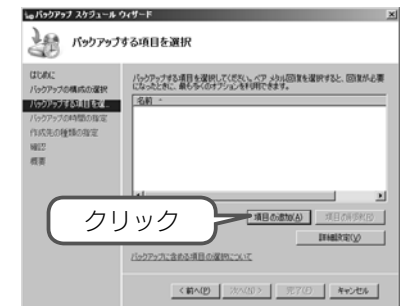 バックアップ スケジュール ウィザード
バックアップする項目を選択
はじめに
バックアップの構成の選択
バックアップする項目を選...
バックアップの時間の指定
作成先の種類の指定
確認
概要
バックアップする項目を選択してください。ベア メタル回復を選択すると、回復が必要
になったときに、最も多くのオプションを利用できます。
名前
クリック
項目の追加(A)
項目の削除(R)
詳細設定(V)
バックアップに含める項目の選択について
< 前へ(P)
次へ(N) >
完了(F)
キャンセル